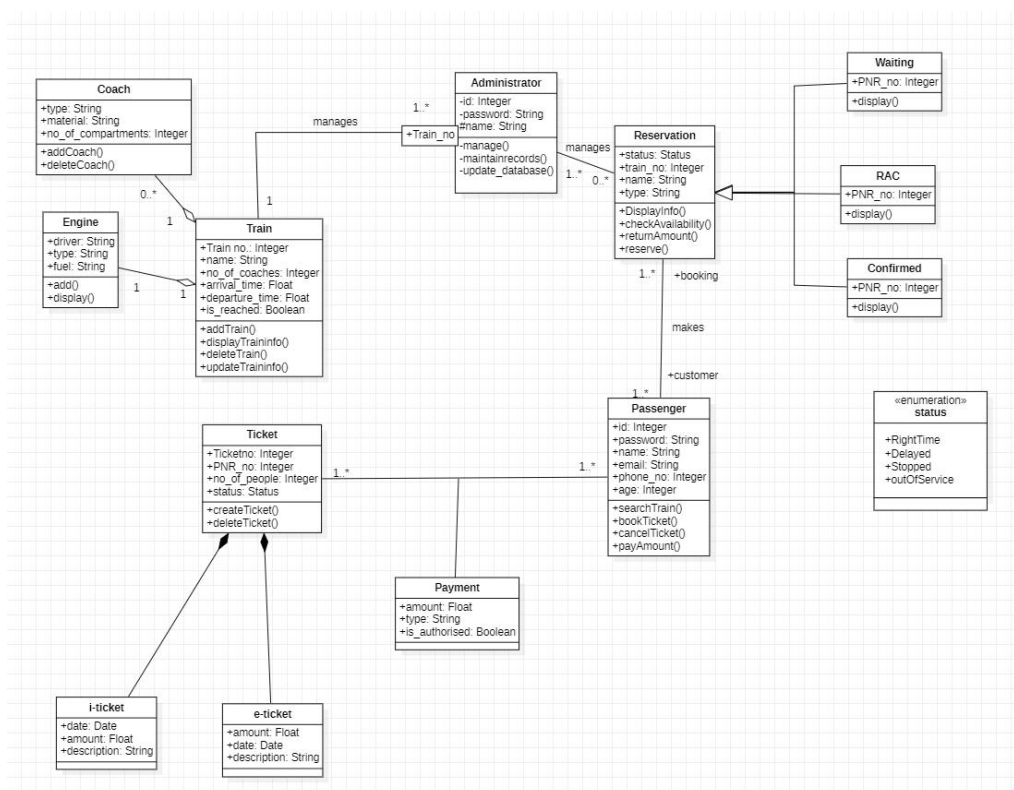 Coach
+type: String
+material: String
+no_of_compartments: Integer
+addCoach()
+deleteCoach()
0..*
1
Engine
+driver: String
+type: String
+fuel: String
+add()
+display()
1
1
Train
+Train no.: Integer
+name: String
+no_of_coaches: Integer
+arrival_time: Float
+departure_time: Float
+is_reached: Boolean
+addTrain()
+displayTraininfo()
+deleteTrain()
+updateTraininfo()
1
manages
1..*
+Train_no
Administrator
-id: Integer
-password: String
#name: String
-manage()
-maintainrecords()
-update_database()
manages
1..*
0..*
Reservation
+status: Status
+train_no: Integer
+name: String
+type: String
+DisplayInfo()
+checkAvailability()
+returnAmount()
+reserve()
Waiting
+PNR_no: Integer
+display()
RAC
+PNR_no: Integer
+display()
Confirmed
+PNR_no: Integer
+display()
1..*
+booking
makes
+customer
1..*
Passenger
+id: Integer
+password: String
+name: String
+email: String
+phone_no: Integer
+age: Integer
+searchTrain()
+bookTicket()
+cancelTicket()
+payAmount()
«enumeration»
status
+RightTime
+Delayed
+Stopped
+outOfService
Ticket
+Ticketno: Integer
+PNR_no: Integer
+no_of_people: Integer
+status: Status
+createTicket()
+deleteTicket()
1..*
1..*
Payment
+amount: Float
+type: String
+is_authorised: Boolean
i-ticket
+date: Date
+amount: Float
+description: String
e-ticket
+amount: Float
+date: Date
+description: String